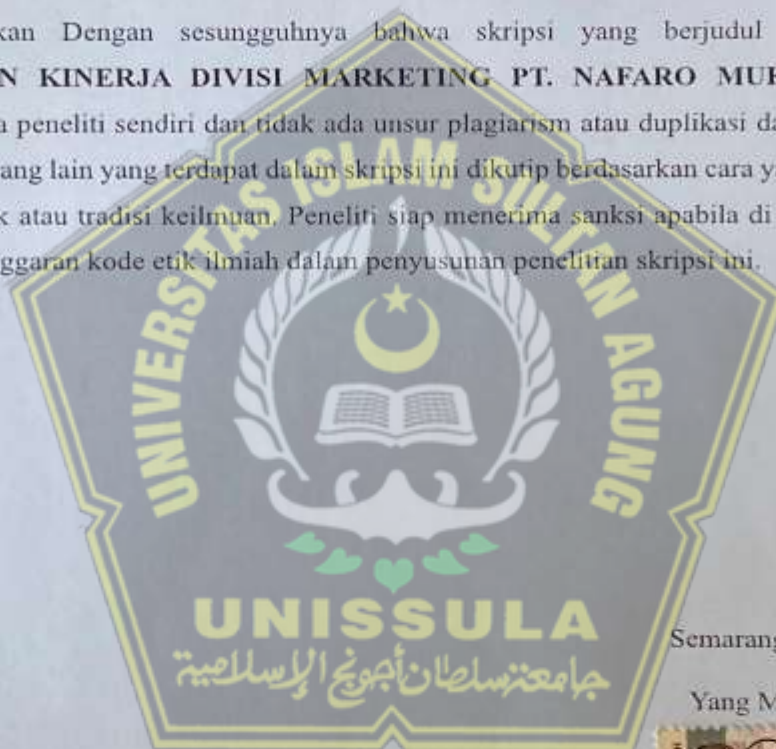 kan Dengan sesungguhnya bahwa skripsi yang berjudul
N KINERJA DIVISI MARKETING PT. NAFARO MU
a peneliti sendiri dan tidak ada unsur plagiarism atau duplikasi da
ang lain yang terdapat dalam skripsi ini dikutip berdasarkan cara y
k atau tradisi keilmuan. Peneliti siap menerima sanksi apabila di
ggaran kode etik ilmiah dalam penyusunan penelitian skripsi ini.
UNIVERSITAS ISLAM SULTAN AGUNG
UNISSULA
جامعة سلطان أجونج الإسلامية
Semarang
Yang M